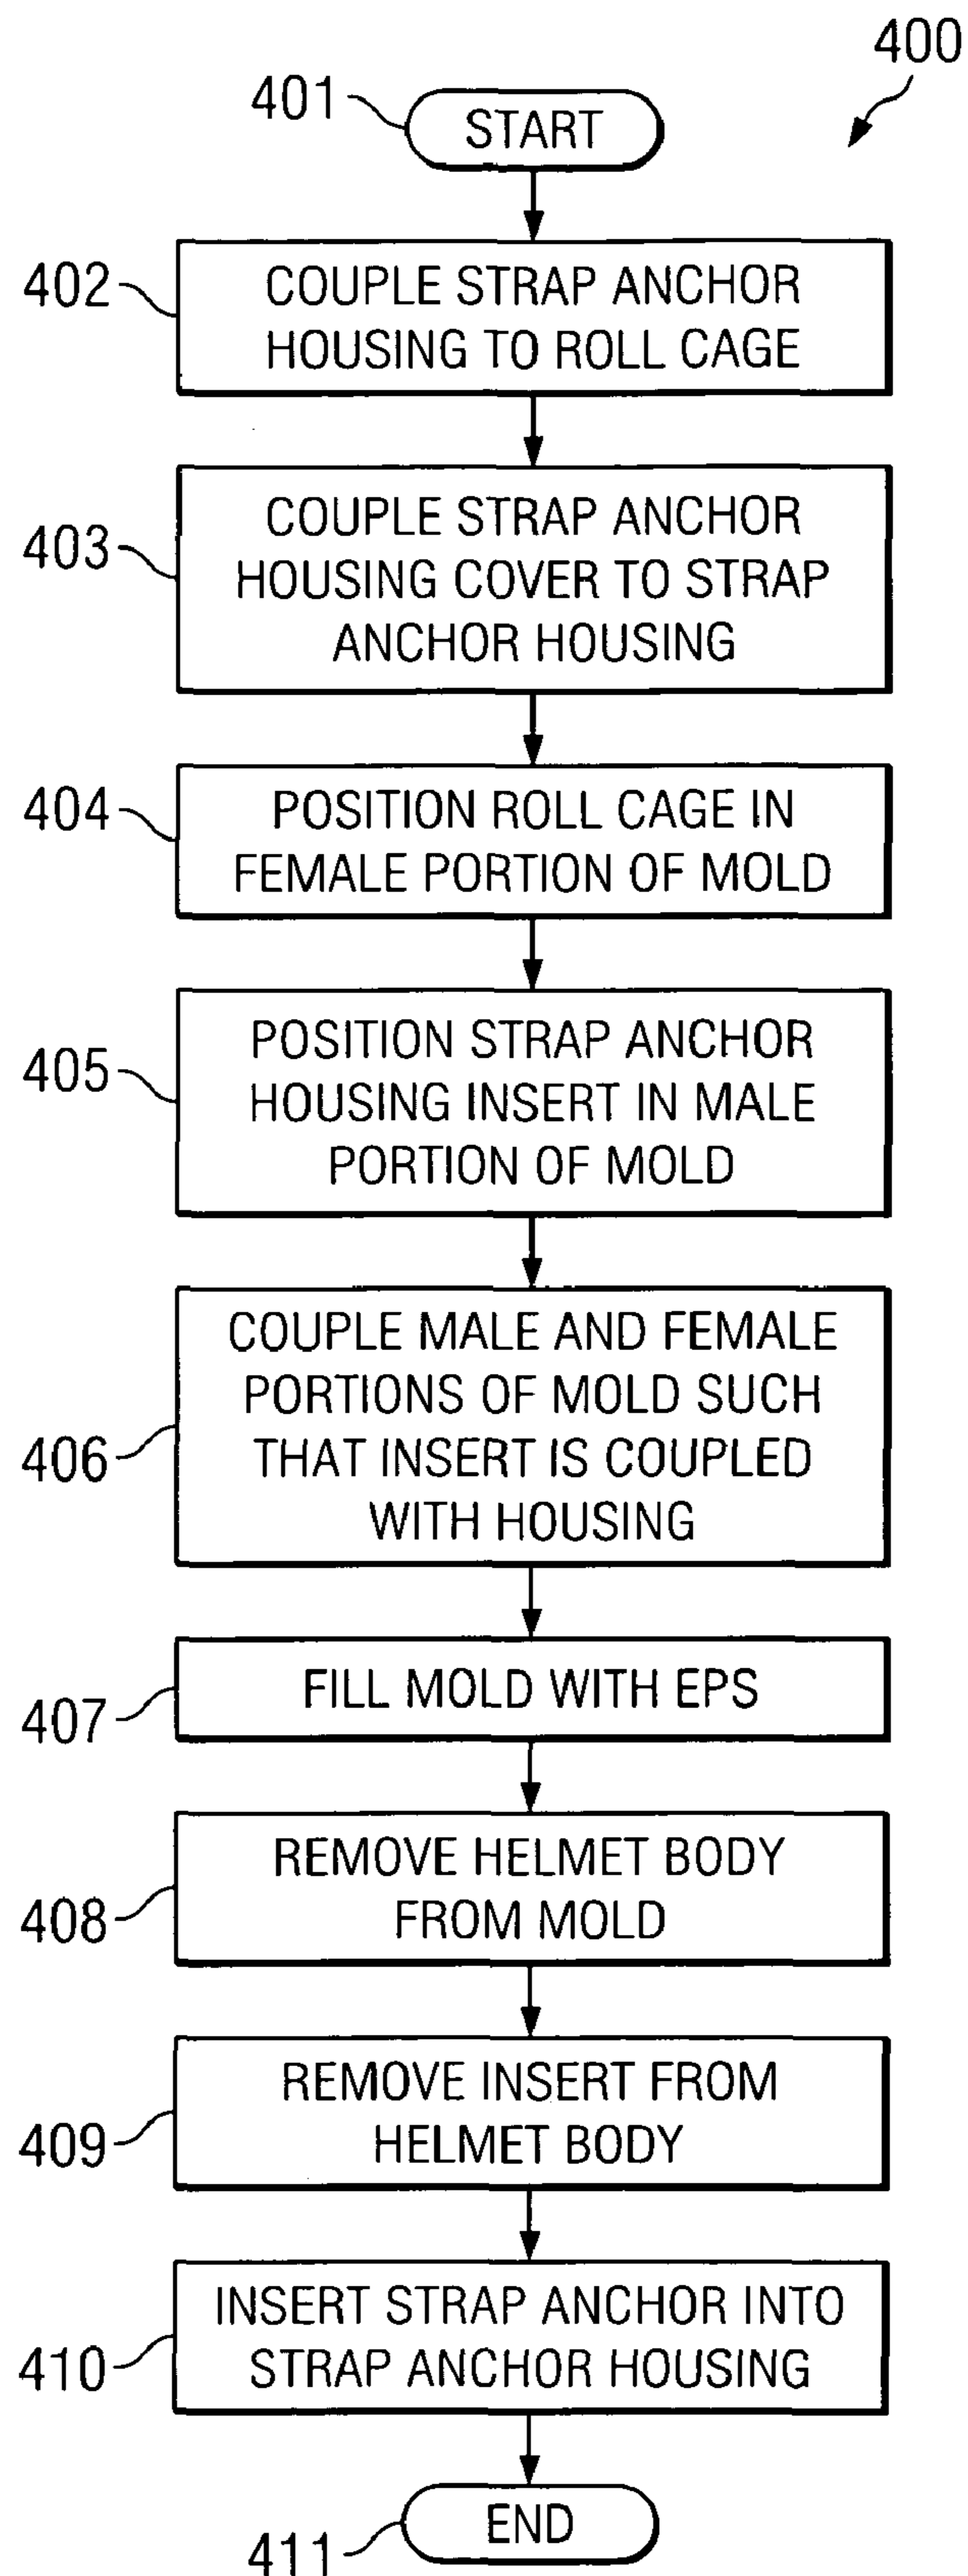 400
401
START
402
COUPLE STRAP ANCHOR
HOUSING TO ROLL CAGE
403
COUPLE STRAP ANCHOR
HOUSING COVER TO STRAP
ANCHOR HOUSING
404
POSITION ROLL CAGE IN
FEMALE PORTION OF MOLD
405
POSITION STRAP ANCHOR
HOUSING INSERT IN MALE
PORTION OF MOLD
406
COUPLE MALE AND FEMALE
PORTIONS OF MOLD SUCH
THAT INSERT IS COUPLED
WITH HOUSING
407
FILL MOLD WITH EPS
408
REMOVE HELMET BODY
FROM MOLD
409
REMOVE INSERT FROM
HELMET BODY
410
INSERT STRAP ANCHOR INTO
STRAP ANCHOR HOUSING
411
END